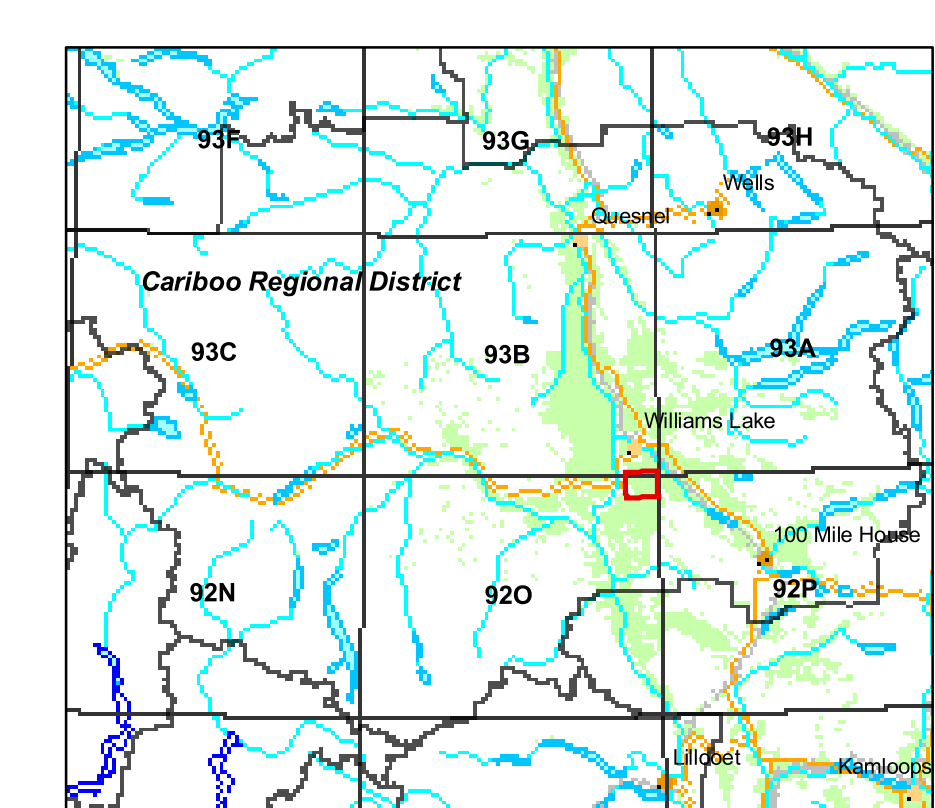 93F
93G
93H
Wells
Quesnel
Cariboo Regional District
93C
93B
93A
Williams Lake
100 Mile House
92N
92O
92P
Lillooet
Kamloops